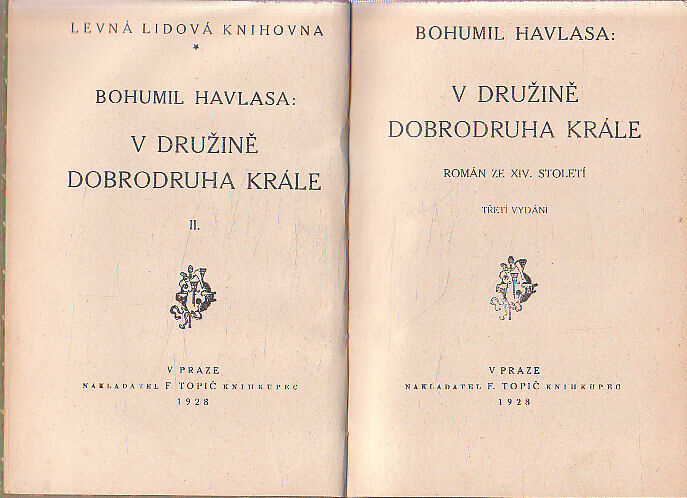 LEVNÁ LIDOVÁ KNIHOVNA
*
BOHUMIL HAVLASA:
V DRUŽINĚ
DOBRODRUHA KRÁLE
II.
V PRAZE
NAKLADATEL F. TOPIČ KNIHKUPEC
1928
BOHUMIL HAVLASA:
V DRUŽINĚ
DOBRODRUHA KRÁLE
ROMÁN ZE XIV. STOLETÍ
TŘETÍ VYDÁNÍ
V PRAZE
NAKLADATEL F. TOPIČ KNIHKUPEC
1928